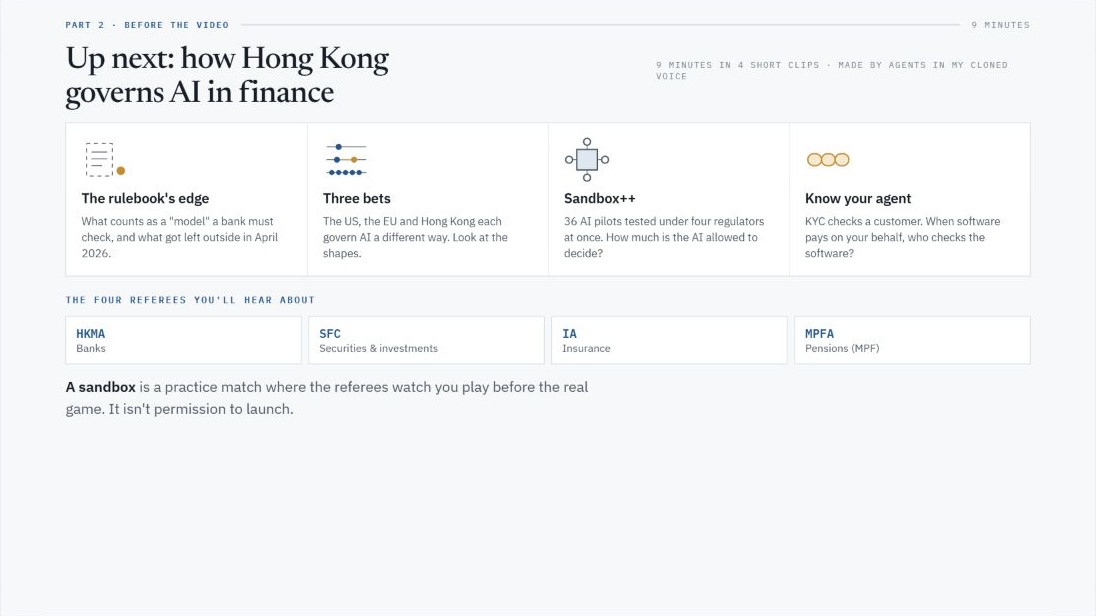 PART 2 · BEFORE THE VIDEO
9 MINUTES
Up next: how Hong Kong
governs AI in finance
9 MINUTES IN 4 SHORT CLIPS · MADE BY AGENTS IN MY CLONED
VOICE
The rulebook's edge
What counts as a "model" a bank must
check, and what got left outside in April
2026.
Three bets
The US, the EU and Hong Kong each
govern AI a different way. Look at the
shapes.
Sandbox++
36 AI pilots tested under four regulators
at once. How much is the AI allowed to
decide?
Know your agent
KYC checks a customer. When software
pays on your behalf, who checks the
software?
THE FOUR REFEREES YOU'LL HEAR ABOUT
HKMA
Banks
SFC
Securities & investments
IA
Insurance
MPFA
Pensions (MPF)
A sandbox is a practice match where the referees watch you play before the real
game. It isn't permission to launch.